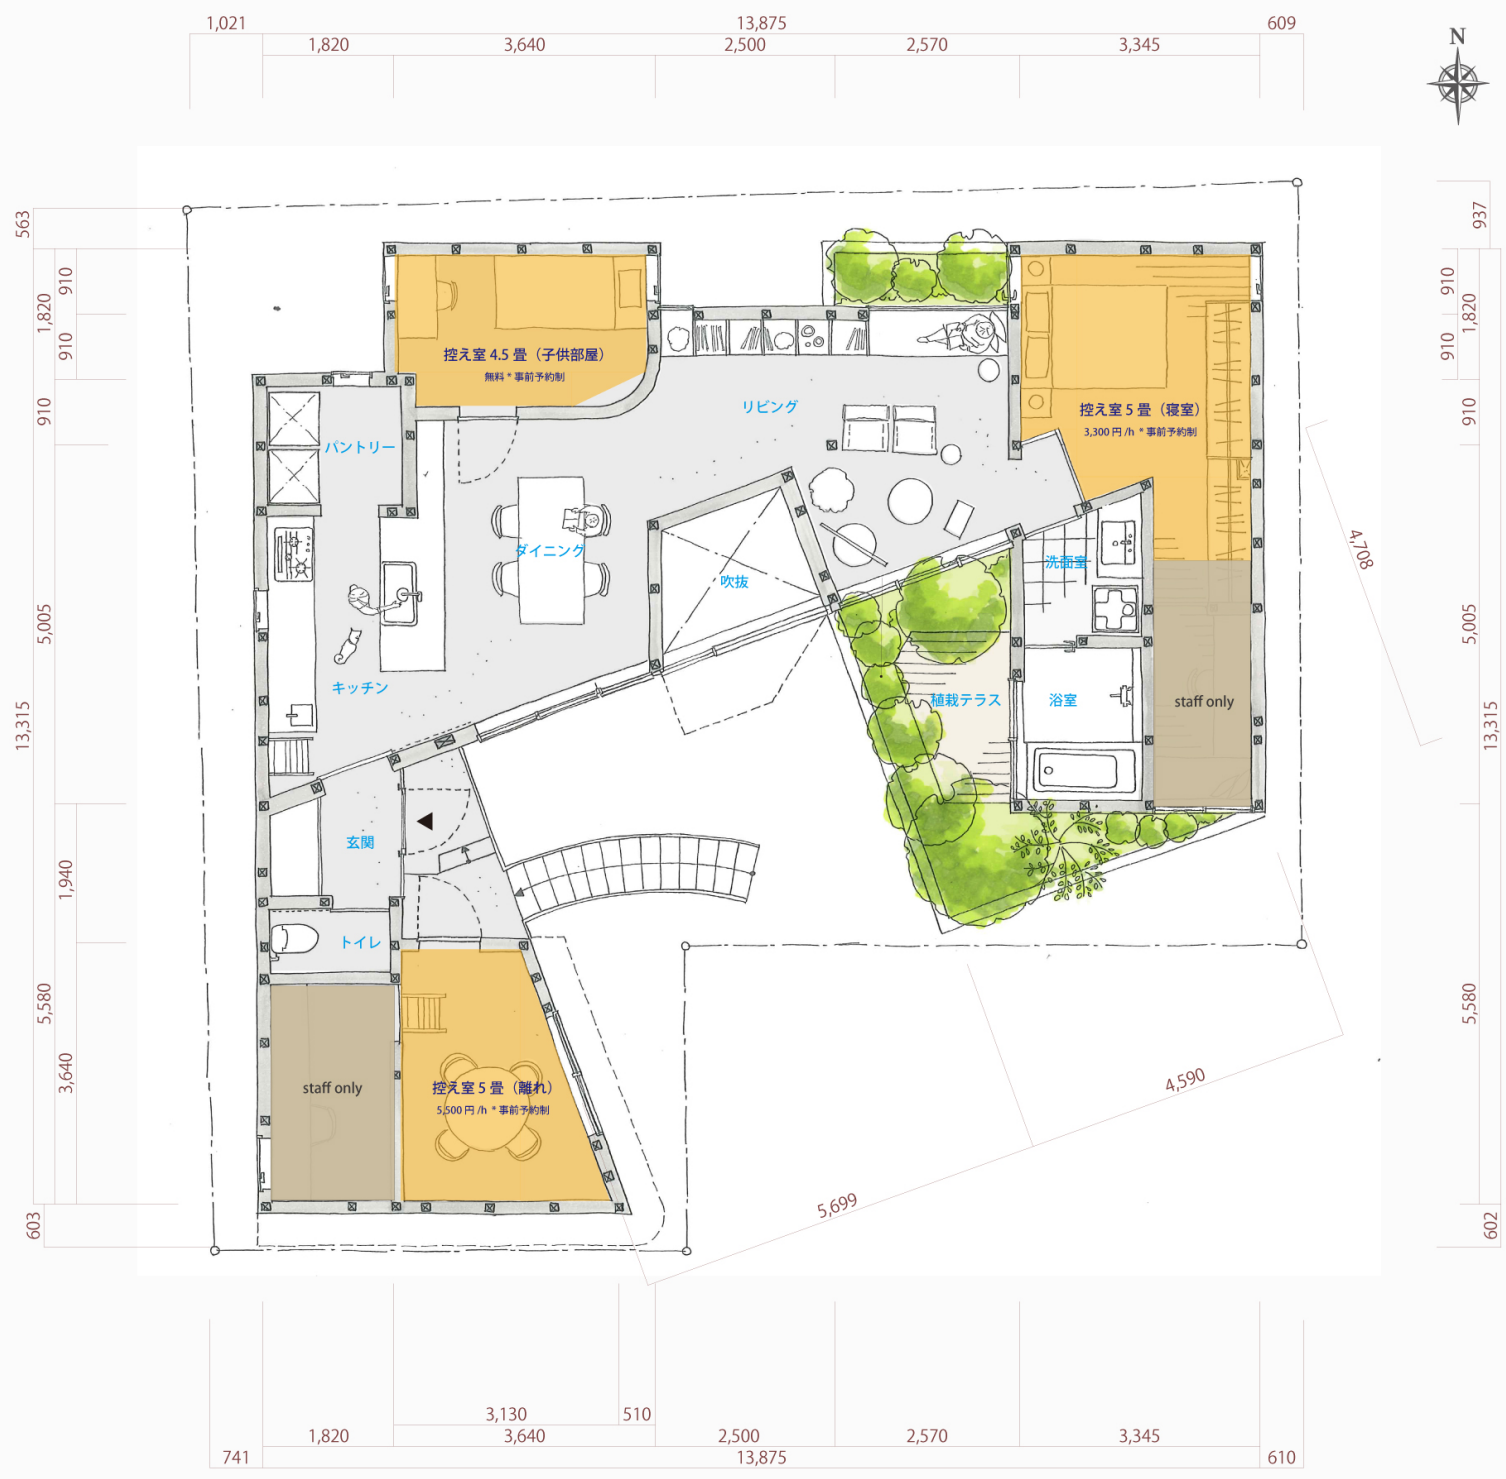 1,021
13,875
609
1,820
3,640
2,500
2,570
3,345
N
563
937
910
1,820
910
910
5,005
13,315
1,940
5,580
3,640
603
910
1,820
910
910
5,005
13,315
5,580
602
4,708
4,590
5,699
控え室 4.5 畳（子供部屋）
無料 * 事前予約制
控え室 5 畳（寝室）
3,300 円 /h * 事前予約制
リビング
パントリー
ダイニング
吹抜
洗面室
キッチン
植栽テラス
浴室
staff only
玄関
トイレ
staff only
控え室 5 畳（離れ）
5,500 円 /h * 事前予約制
3,130
510
1,820
3,640
2,500
2,570
3,345
741
13,875
610